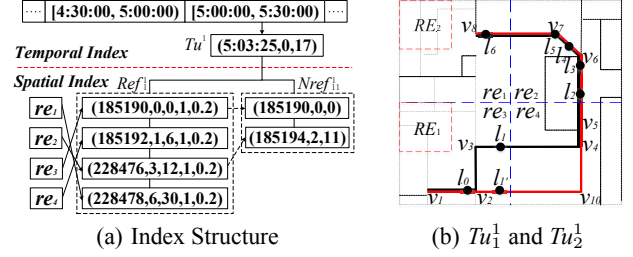 ···· [4:30:00, 5:00:00) [5:00:00, 5:30:00) ····
Tu¹ (5:03:25,0,17)
Temporal Index
Spatial Index
Ref¹₁ Nref¹₁₁
re₁ (185190,0,0,1,0.2) (185190,0,0)
re₂ (185192,1,6,1,0.2) (185194,2,11)
re₃ (228476,3,12,1,0.2)
re₄ (228478,6,30,1,0.2)
(a) Index Structure
RE₂ v₈ l₆ v₇ l₅ l₄ l₃ v₆
re₁ re₂ l₂
re₃ re₄
RE₁ v₅
v₃ l₁ v₄
l₀ l₁'
v₁ v₂ v₁₀
(b) Tu¹₁ and Tu¹₂